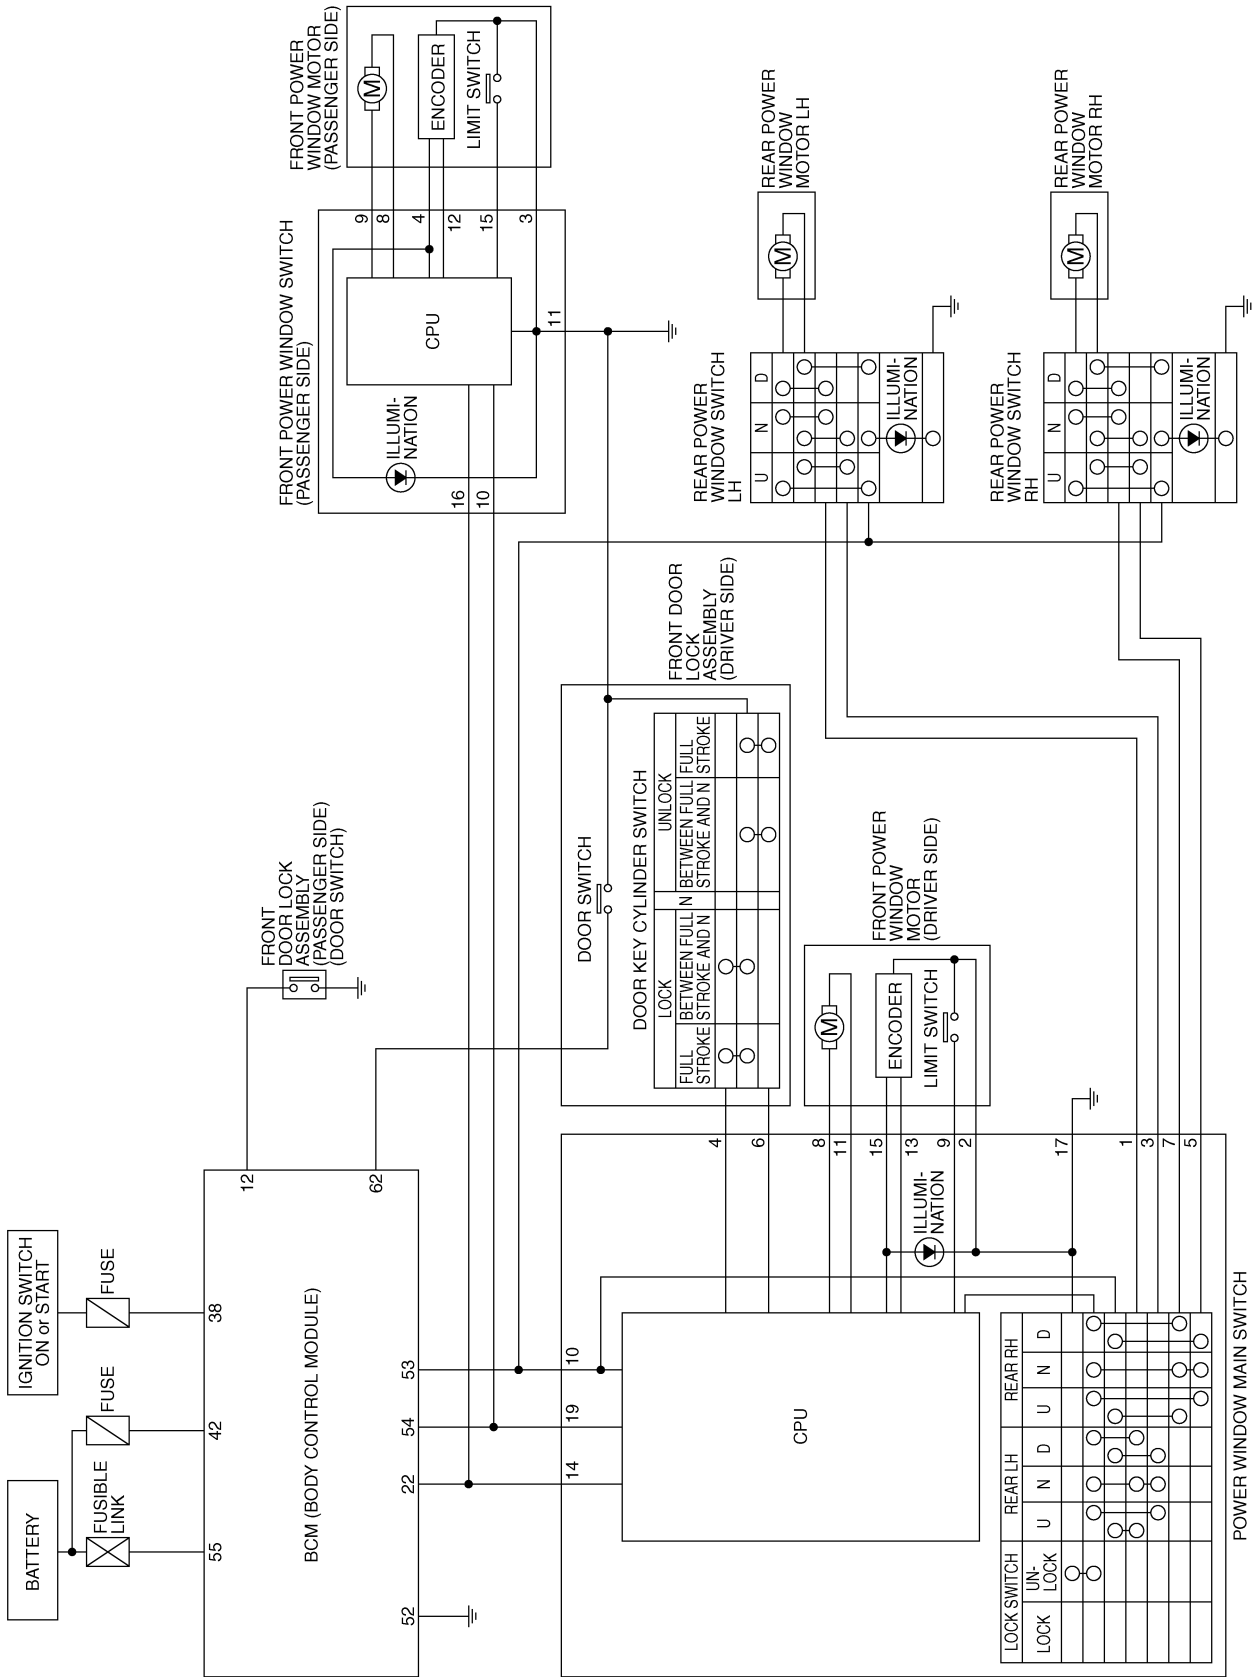 FRONT POWER
WINDOW MOTOR
(PASSENGER SIDE)
M
ENCODER
LIMIT SWITCH
FRONT POWER WINDOW SWITCH
(PASSENGER SIDE)
9
8
4
12
15
3
CPU
11
ILLUMI-
NATION
16
10
REAR POWER
WINDOW
MOTOR LH
M
REAR POWER
WINDOW SWITCH
LH
U
N
D
ILLUMI-
NATION
REAR POWER
WINDOW
MOTOR RH
M
REAR POWER
WINDOW SWITCH
RH
U
N
D
ILLUMI-
NATION
FRONT DOOR
LOCK
ASSEMBLY
(DRIVER SIDE)
DOOR SWITCH
DOOR KEY CYLINDER SWITCH
LOCK
N
UNLOCK
FULL
STROKE
BETWEEN FULL
STROKE AND N
BETWEEN FULL
STROKE AND N
FULL
STROKE
FRONT
DOOR LOCK
ASSEMBLY
(PASSENGER SIDE)
(DOOR SWITCH)
FRONT POWER
WINDOW
MOTOR
(DRIVER SIDE)
M
ENCODER
LIMIT SWITCH
BATTERY
FUSIBLE
LINK
FUSE
IGNITION SWITCH
ON or START
FUSE
55
42
38
12
62
BCM (BODY CONTROL MODULE)
52
22
54
53
14
19
10
4
6
8
11
15
13
9
2
17
1
3
7
5
ILLUMI-
NATION
CPU
LOCK SWITCH
LOCK
UN-
LOCK
REAR LH
U
N
D
REAR RH
U
N
D
POWER WINDOW MAIN SWITCH